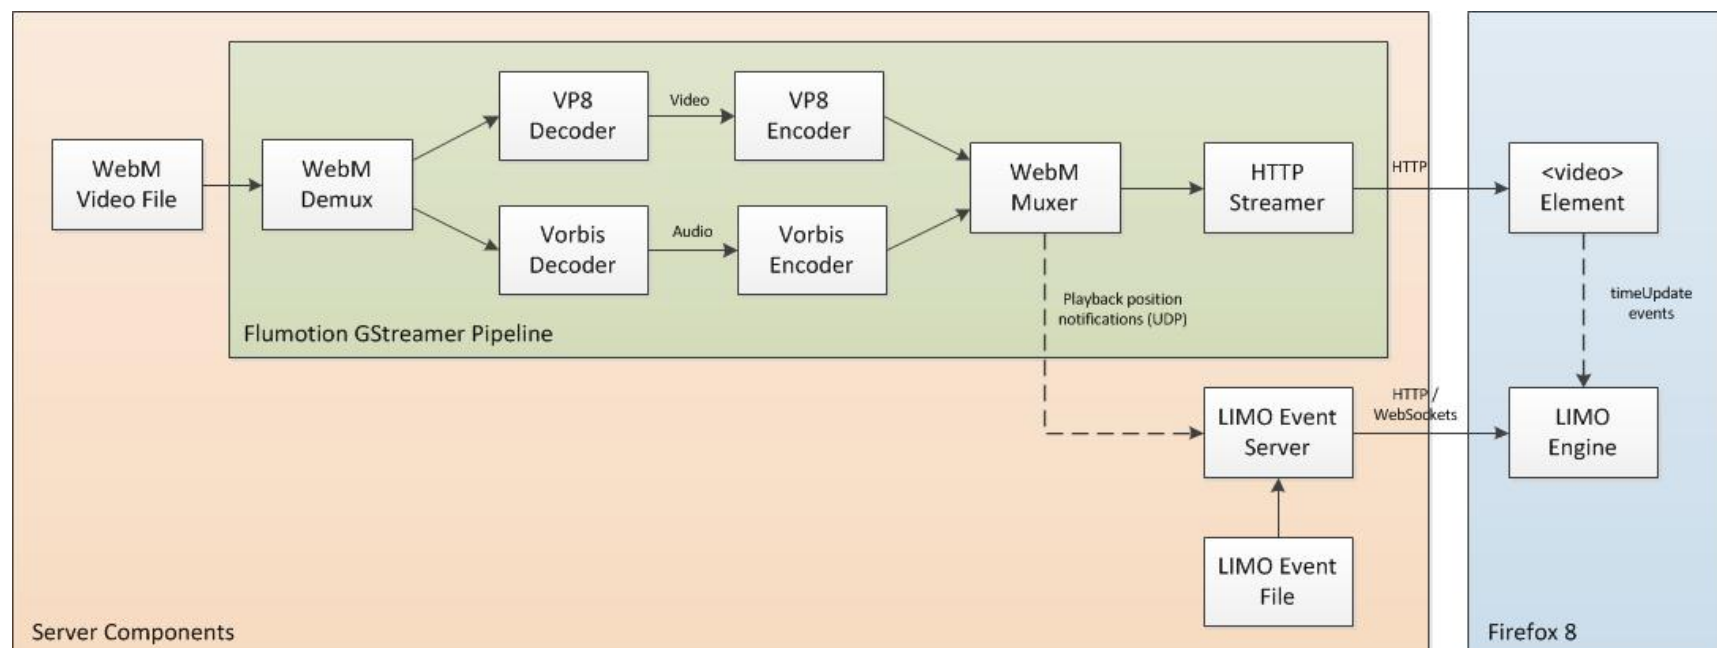 WebM
Video File
WebM
Demux
VP8
Decoder
Video
VP8
Encoder
Vorbis
Decoder
Audio
Vorbis
Encoder
WebM
Muxer
HTTP
Streamer
HTTP
<video>
Element
Playback position
notifications (UDP)
timeUpdate
events
Flumotion GStreamer Pipeline
LIMO Event
Server
HTTP /
WebSockets
LIMO
Engine
LIMO Event
File
Server Components
Firefox 8